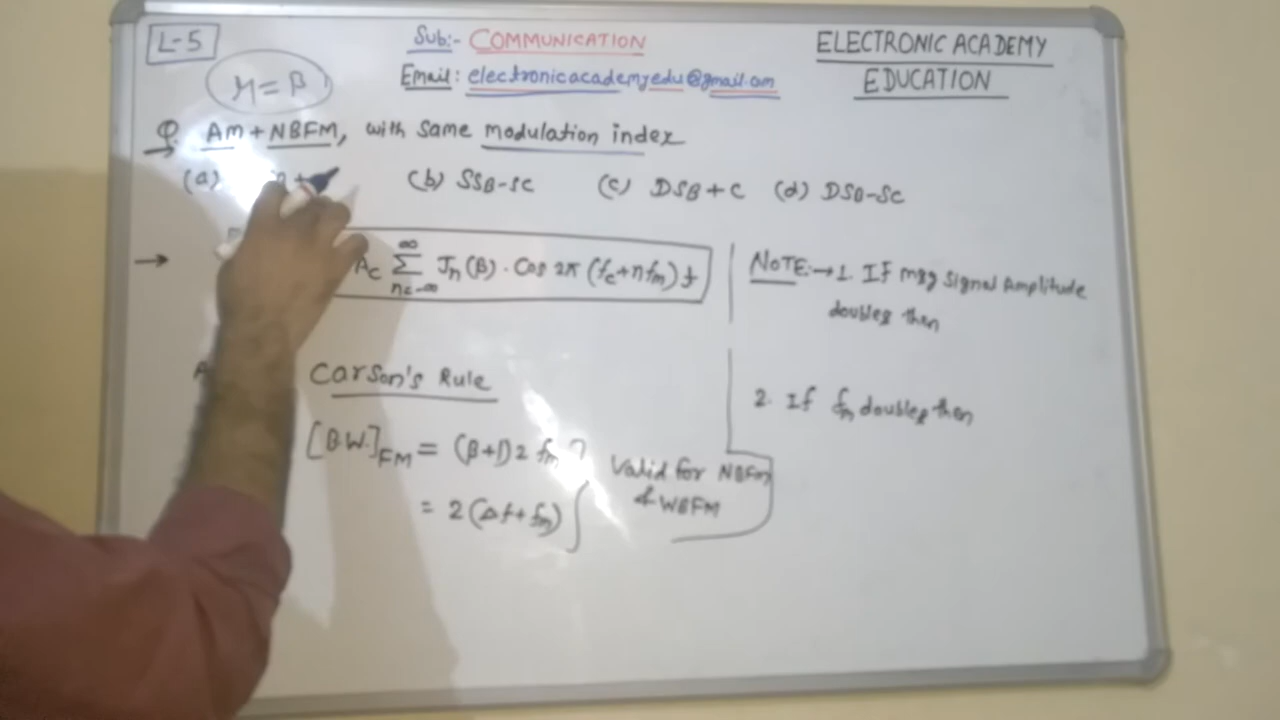 L-5
Sub:- COMMUNICATION
Email: electronicacademyedu@gmail.com
ELECTRONIC ACADEMY
EDUCATION
μ = β
Q. AM + NBFM, with same modulation index
(a) (b) SSB-SC (c) DSB+C (d) DSB-SC
→ Ac ∑ Jn(β) · Cos 2π (fc+nfm) t
∞
n=-∞
NOTE:→ 1. If msg signal Amplitude
doubles then
2. If fm doubles then
Carson's Rule
[B.W.]FM = (β+1) 2 fm
= 2(Δf+fm)
Valid for NBFM
& WBFM